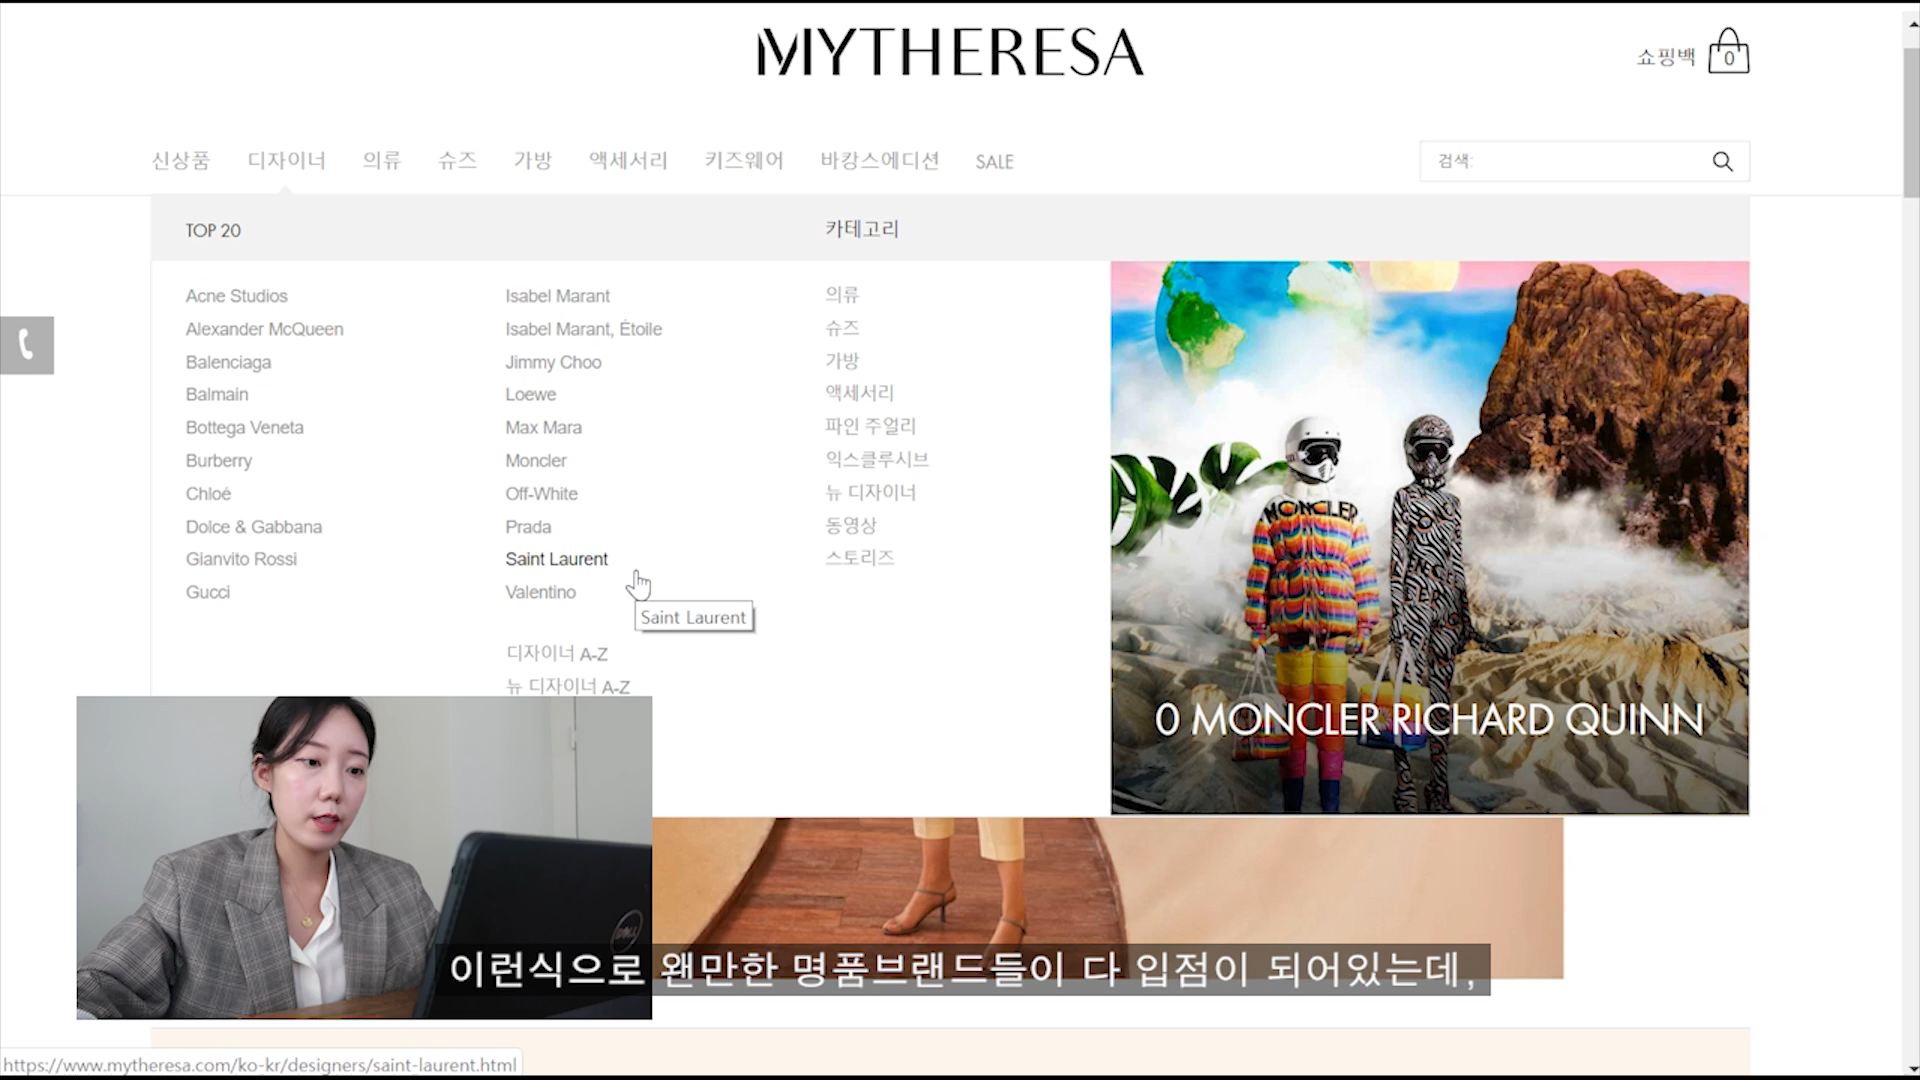 MYTHERESA
쇼핑백 0
신상품 디자이너 의류 슈즈 가방 액세서리 키즈웨어 바캉스에디션 SALE
검색:
TOP 20
카테고리
Acne Studios
Alexander McQueen
Balenciaga
Balmain
Bottega Veneta
Burberry
Chloé
Dolce & Gabbana
Gianvito Rossi
Gucci
Isabel Marant
Isabel Marant, Étoile
Jimmy Choo
Loewe
Max Mara
Moncler
Off-White
Prada
Saint Laurent
Valentino
Saint Laurent
디자이너 A-Z
뉴 디자이너 A-Z
의류
슈즈
가방
액세서리
파인 주얼리
익스클루시브
뉴 디자이너
동영상
스토리즈
MONCLER
0 MONCLER RICHARD QUINN
DELL
이런식으로 왠만한 명품브랜드들이 다 입점이 되어있는데,
https://www.mytheresa.com/ko-kr/designers/saint-laurent.html